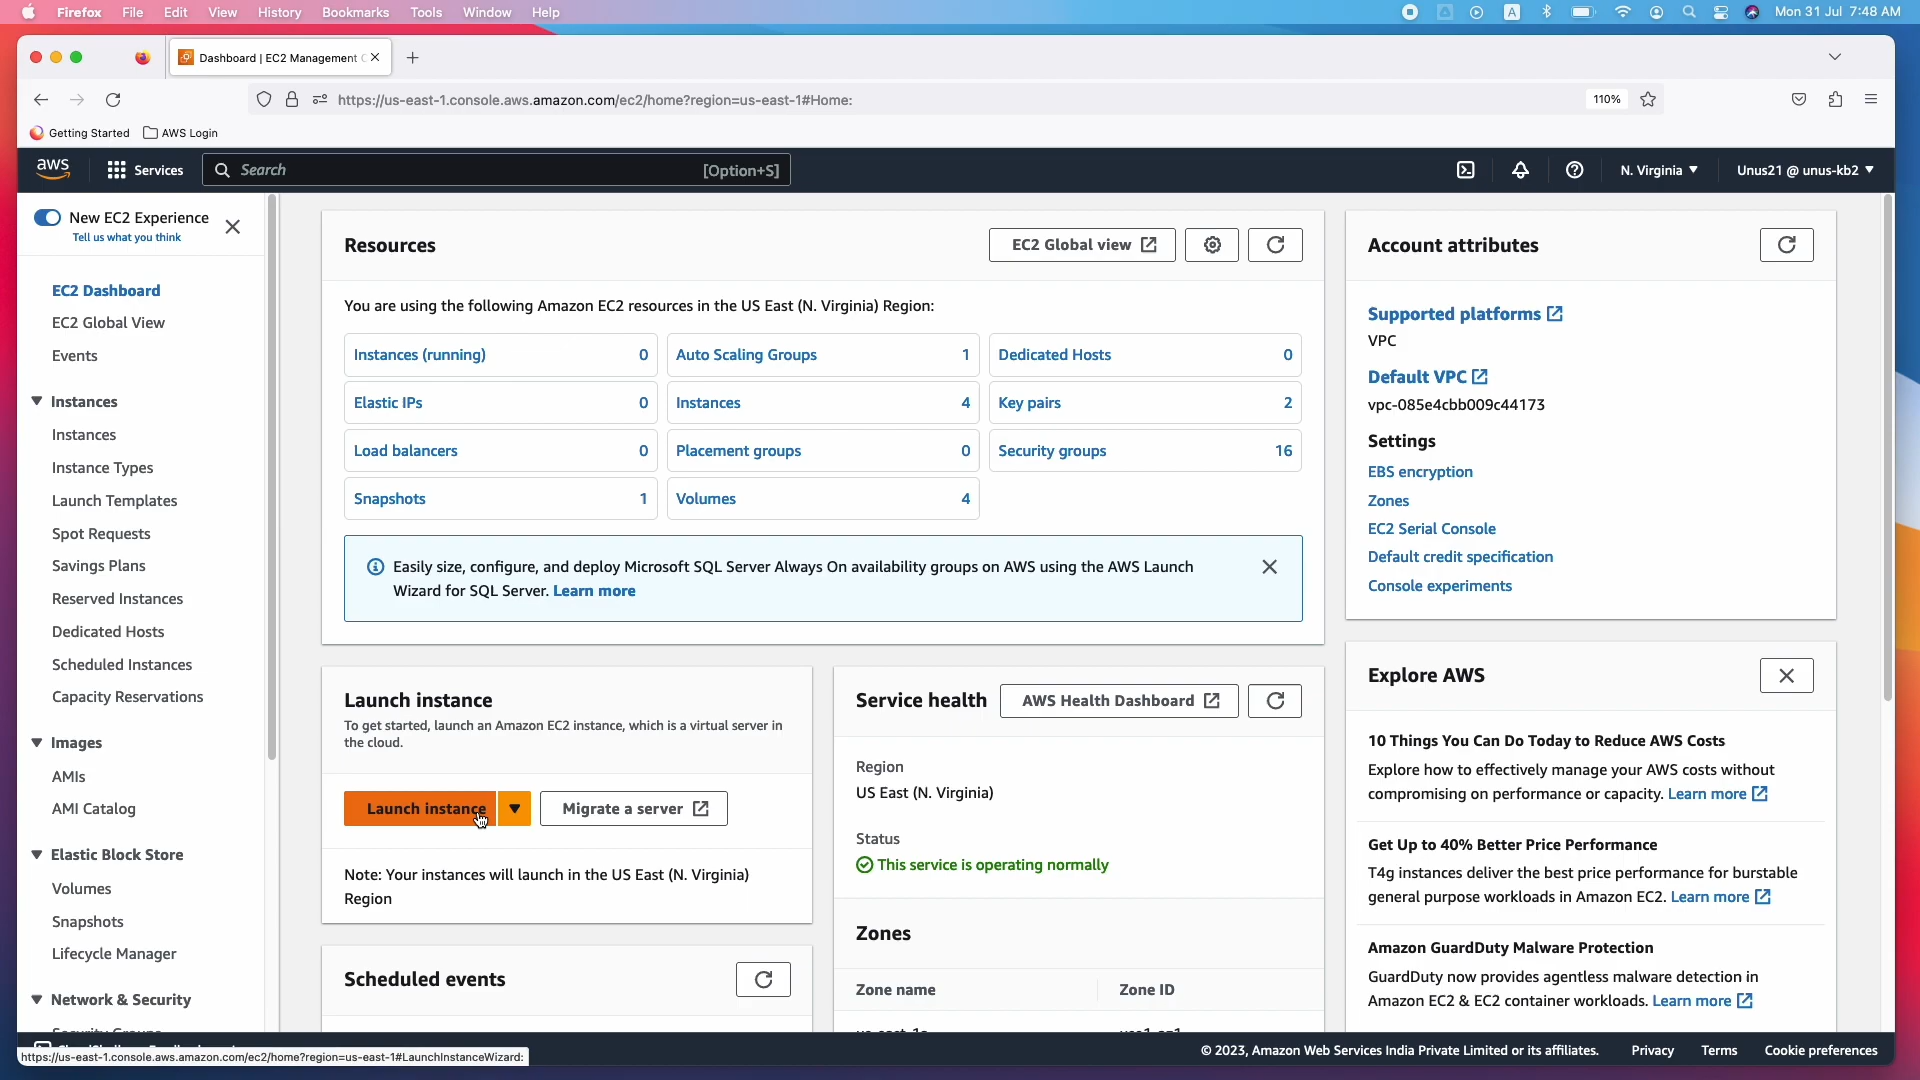 Firefox File Edit View History Bookmarks Tools Window Help
A
Mon 31 Jul 7:48 AM
Dashboard | EC2 Management C
https://us-east-1.console.aws.amazon.com/ec2/home?region=us-east-1#Home:
110%
Getting Started
AWS Login
aws
Services
Search
[Option+S]
N. Virginia
Unus21 @ unus-kb2
New EC2 Experience
Tell us what you think
EC2 Dashboard
EC2 Global View
Events
Instances
Instances
Instance Types
Launch Templates
Spot Requests
Savings Plans
Reserved Instances
Dedicated Hosts
Scheduled Instances
Capacity Reservations
Images
AMIs
AMI Catalog
Elastic Block Store
Volumes
Snapshots
Lifecycle Manager
Network & Security
Resources
EC2 Global view
You are using the following Amazon EC2 resources in the US East (N. Virginia) Region:
Instances (running) 0
Auto Scaling Groups 1
Dedicated Hosts 0
Elastic IPs 0
Instances 4
Key pairs 2
Load balancers 0
Placement groups 0
Security groups 16
Snapshots 1
Volumes 4
Easily size, configure, and deploy Microsoft SQL Server Always On availability groups on AWS using the AWS Launch
Wizard for SQL Server. Learn more
Launch instance
To get started, launch an Amazon EC2 instance, which is a virtual server in
the cloud.
Launch instance
Migrate a server
Note: Your instances will launch in the US East (N. Virginia)
Region
Scheduled events
Service health
AWS Health Dashboard
Region
US East (N. Virginia)
Status
This service is operating normally
Zones
Zone name
Zone ID
Account attributes
Supported platforms
VPC
Default VPC
vpc-085e4cbb009c44173
Settings
EBS encryption
Zones
EC2 Serial Console
Default credit specification
Console experiments
Explore AWS
10 Things You Can Do Today to Reduce AWS Costs
Explore how to effectively manage your AWS costs without
compromising on performance or capacity. Learn more
Get Up to 40% Better Price Performance
T4g instances deliver the best price performance for burstable
general purpose workloads in Amazon EC2. Learn more
Amazon GuardDuty Malware Protection
GuardDuty now provides agentless malware detection in
Amazon EC2 & EC2 container workloads. Learn more
https://us-east-1.console.aws.amazon.com/ec2/home?region=us-east-1#LaunchInstanceWizard:
© 2023, Amazon Web Services India Private Limited or its affiliates.
Privacy
Terms
Cookie preferences